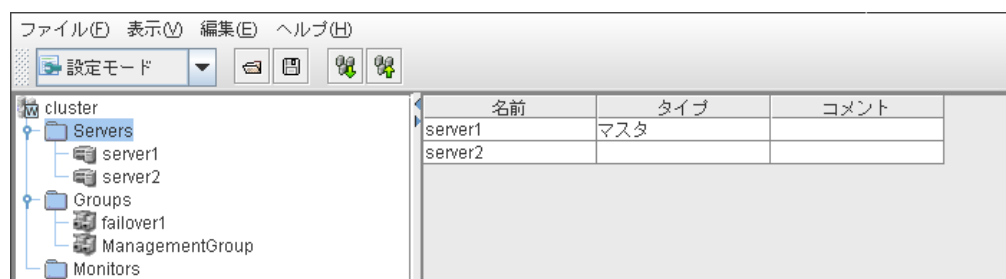 ファイル(F) 表示(V) 編集(E) ヘルプ(H)
設定モード
cluster
Servers
server1
server2
Groups
failover1
ManagementGroup
Monitors
名前 タイプ コメント
server1 マスタ
server2